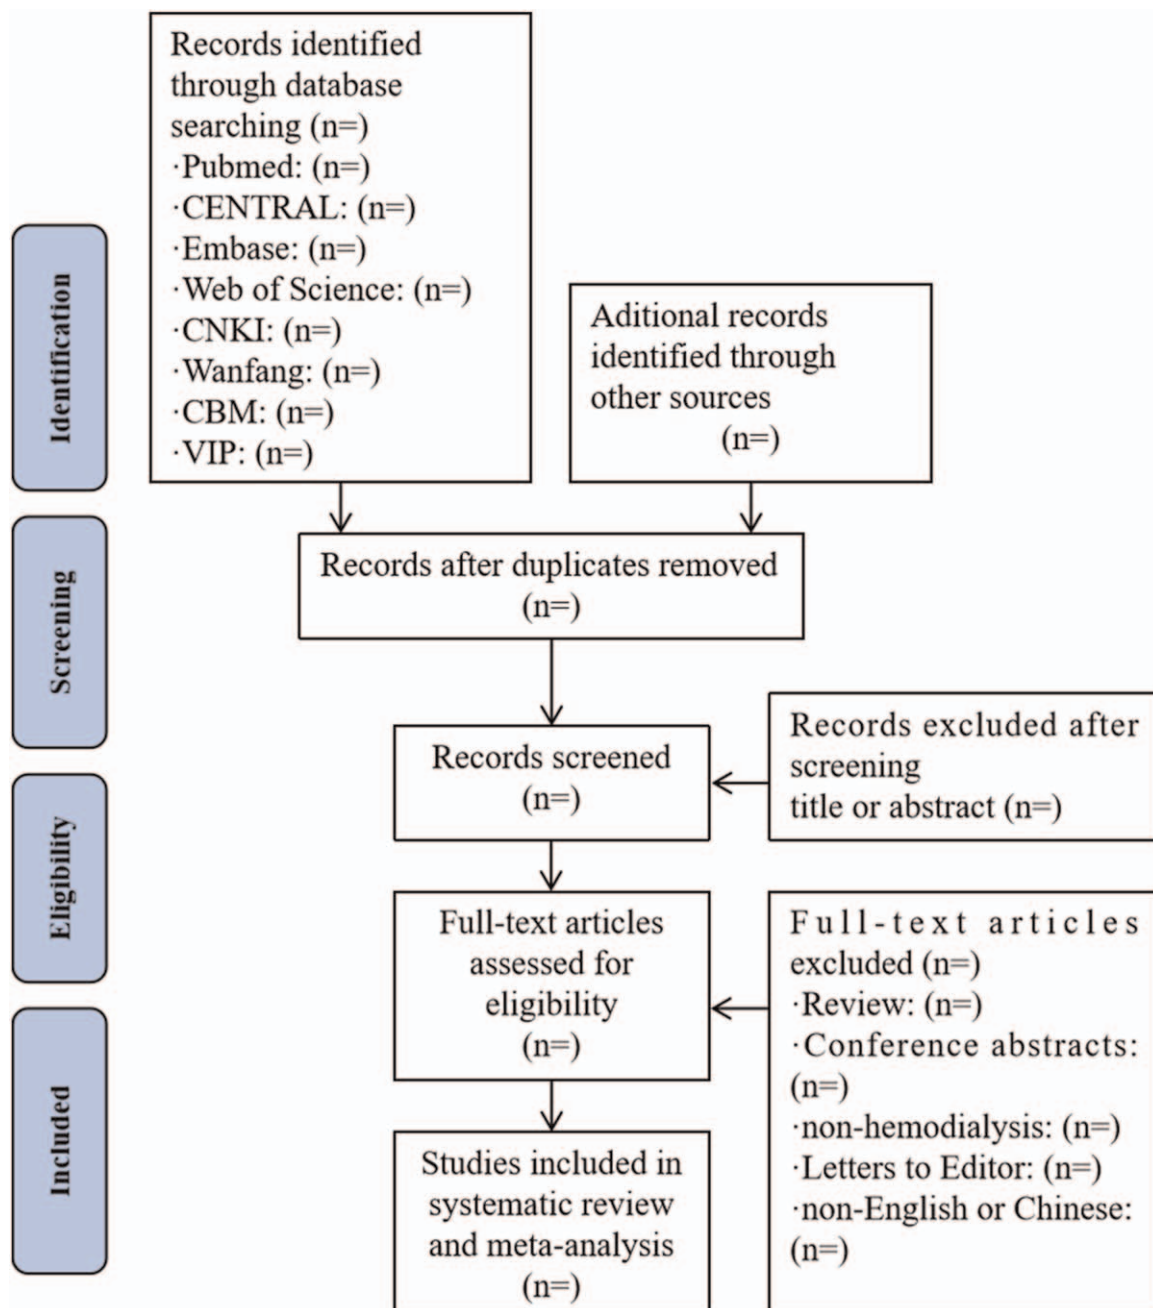 Identification
Records identified
through database
searching (n=)
·Pubmed: (n=)
·CENTRAL: (n=)
·Embase: (n=)
·Web of Science: (n=)
·CNKI: (n=)
·Wanfang: (n=)
·CBM: (n=)
·VIP: (n=)
Aditional records
identified through
other sources
(n=)
Screening
Records after duplicates removed
(n=)
Records screened
(n=)
Records excluded after
screening
title or abstract (n=)
Eligibility
Full-text articles
assessed for
eligibility
(n=)
Full-text articles
excluded (n=)
·Review: (n=)
·Conference abstracts:
(n=)
·non-hemodialysis: (n=)
·Letters to Editor: (n=)
·non-English or Chinese:
(n=)
Included
Studies included in
systematic review
and meta-analysis
(n=)